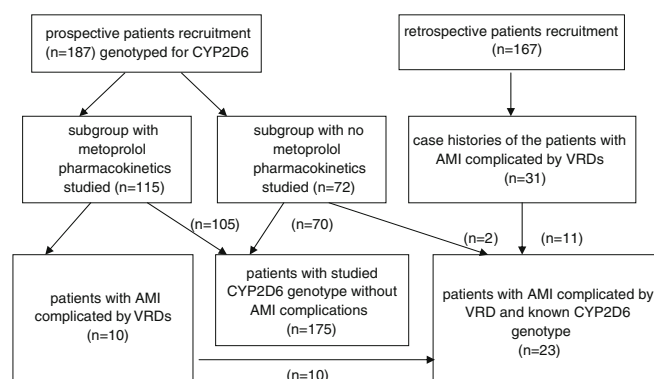 prospective patients recruitment
(n=187) genotyped for CYP2D6
retrospective patients recruitment
(n=167)
subgroup with
metoprolol
pharmacokinetics
studied (n=115)
subgroup with no
metoprolol
pharmacokinetics
studied (n=72)
case histories of the patients with
AMI complicated by VRDs
(n=31)
(n=105)
(n=70)
(n=2)
(n=11)
patients with AMI
complicated by VRDs
(n=10)
patients with studied
CYP2D6 genotype without
AMI complications
(n=175)
patients with AMI complicated by
VRD and known CYP2D6
genotype
(n=23)
(n=10)